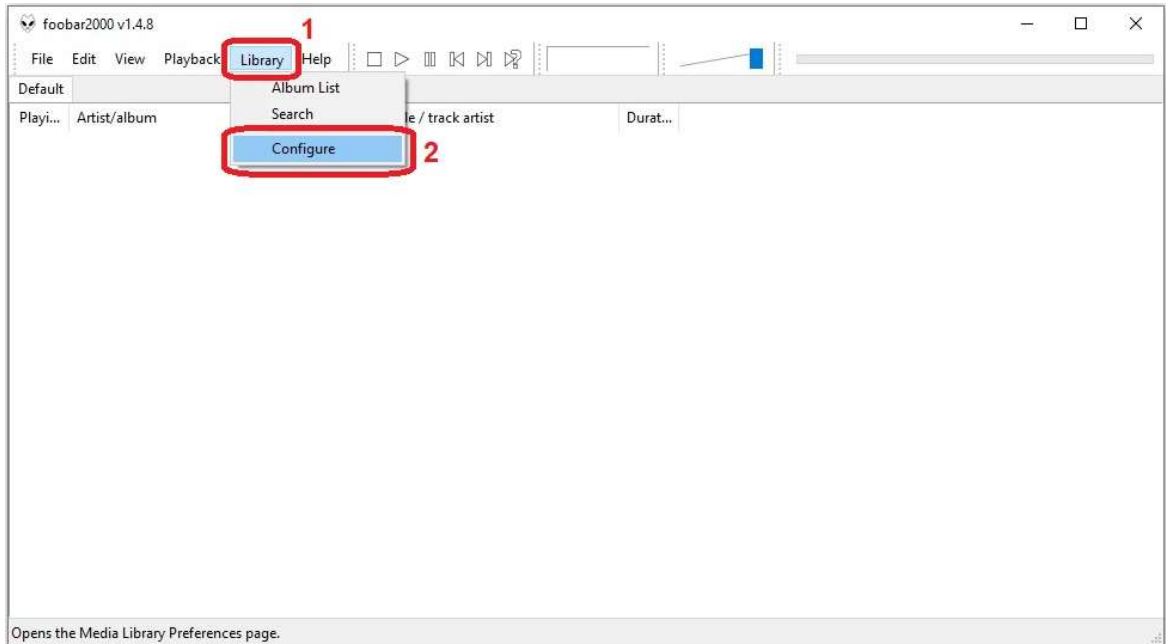 foobar2000 v1.4.8
1
File Edit View Playback Library Help
Default
Album List
Playi... Artist/album Search le / track artist Durat...
Configure 2
Opens the Media Library Preferences page.